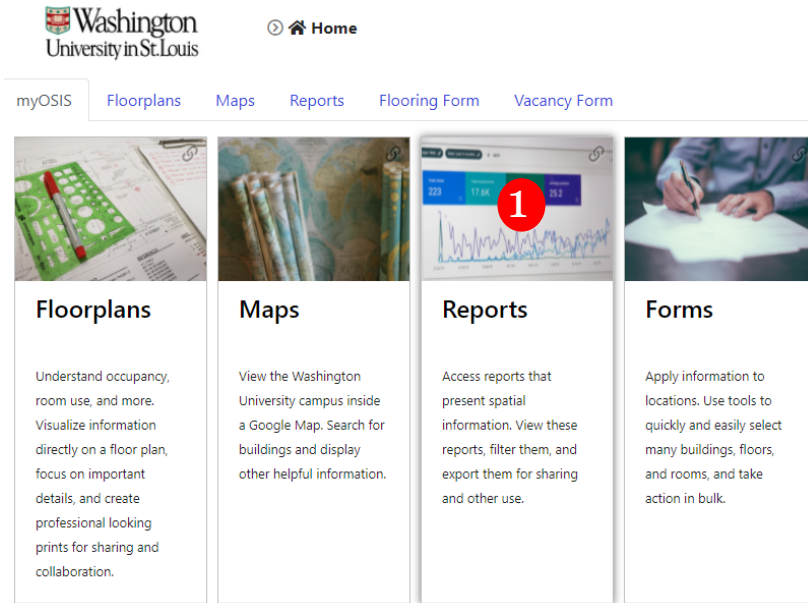 Washington
University in St. Louis
Home
myOSIS Floorplans Maps Reports Flooring Form Vacancy Form
223 17.6K 25.2
1
Floorplans
Understand occupancy,
room use, and more.
Visualize information
directly on a floor plan,
focus on important
details, and create
professional looking
prints for sharing and
collaboration.
Maps
View the Washington
University campus inside
a Google Map. Search for
buildings and display
other helpful information.
Reports
Access reports that
present spatial
information. View these
reports, filter them, and
export them for sharing
and other use.
Forms
Apply information to
locations. Use tools to
quickly and easily select
many buildings, floors,
and rooms, and take
action in bulk.